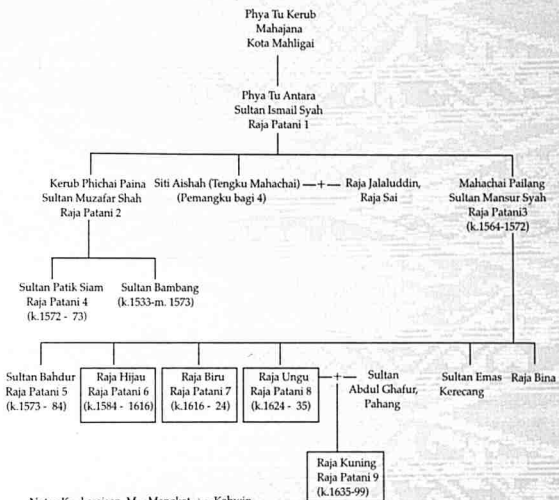 Phya Tu Kerub
Mahajana
Kota Mahligai
Phya Tu Antara
Sultan Ismail Syah
Raja Patani 1
Kerub Phichai Paina
Sultan Muzafar Shah
Raja Patani 2
Siti Aishah (Tengku Mahachai)
(Pemangku bagi 4)
+
Raja Jalaluddin,
Raja Sai
Mahachai Pailang
Sultan Mansur Syah
Raja Patani3
(k.1564-1572)
Sultan Patik Siam
Raja Patani 4
(k.1572 - 73)
Sultan Bambang
(k.1533-m. 1573)
Sultan Bahdur
Raja Patani 5
(k.1573 - 84)
Raja Hijau
Raja Patani 6
(k.1584 - 1616)
Raja Biru
Raja Patani 7
(k.1616 - 24)
Raja Ungu
Raja Patani 8
(k.1624 - 35)
+
Sultan
Abdul Ghafur,
Pahang
Sultan Emas
Kerecang
Raja Bina
Raja Kuning
Raja Patani 9
(k.1635-99)